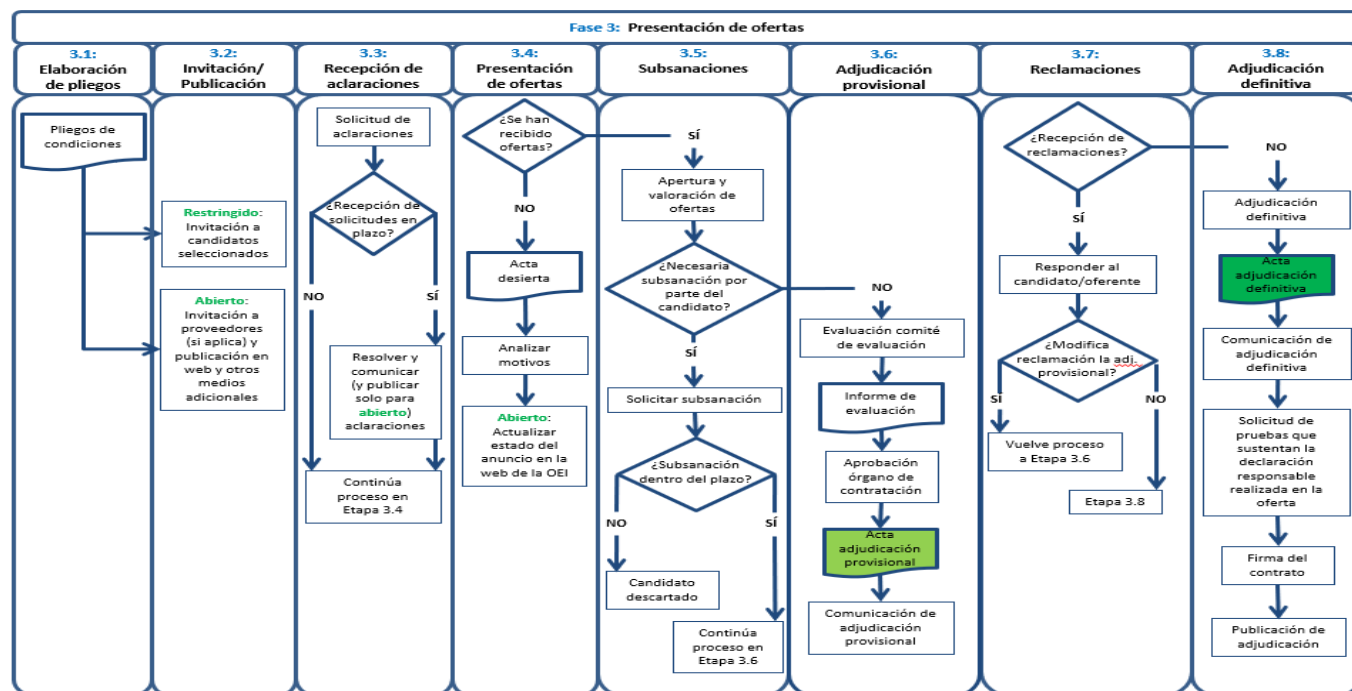 Fase 3: Presentación de ofertas
3.1:
Elaboración
de pliegos
3.2:
Invitación/
Publicación
3.3:
Recepción de
aclaraciones
3.4:
Presentación
de ofertas
3.5:
Subsanaciones
3.6:
Adjudicación
provisional
3.7:
Reclamaciones
3.8:
Adjudicación
definitiva
Pliegos de
condiciones
Restringido:
Invitación a
candidatos
seleccionados
Abierto:
Invitación a
proveedores
(si aplica) y
publicación en
web y otros
medios
adicionales
Solicitud de
aclaraciones
¿Recepción de
solicitudes en
plazo?
NO
SÍ
Resolver y
comunicar
(y publicar
solo para
abierto)
aclaraciones
Continúa
proceso en
Etapa 3.4
¿Se han
recibido
ofertas?
SÍ
NO
Acta
desierta
Analizar
motivos
Abierto:
Actualizar
estado del
anuncio en la
web de la OEI
Apertura y
valoración de
ofertas
¿Necesaria
subsanación por
parte del
candidato?
NO
SÍ
Solicitar subsanación
¿Subsanación
dentro del plazo?
NO
SÍ
Candidato
descartado
Continúa
proceso en
Etapa 3.6
Evaluación comité
de evaluación
Informe de
evaluación
Aprobación
órgano de
contratación
Acta
adjudicación
provisional
Comunicación de
adjudicación
provisional
¿Recepción de
reclamaciones?
NO
SÍ
Responder al
candidato/oferente
¿Modifica
reclamación la adj.
provisional?
SÍ
NO
Vuelve proceso
a Etapa 3.6
Etapa 3.8
Adjudicación
definitiva
Acta
adjudicación
definitiva
Comunicación de
adjudicación
definitiva
Solicitud de
pruebas que
sustentan la
declaración
responsable
realizada en la
oferta
Firma del
contrato
Publicación de
adjudicación